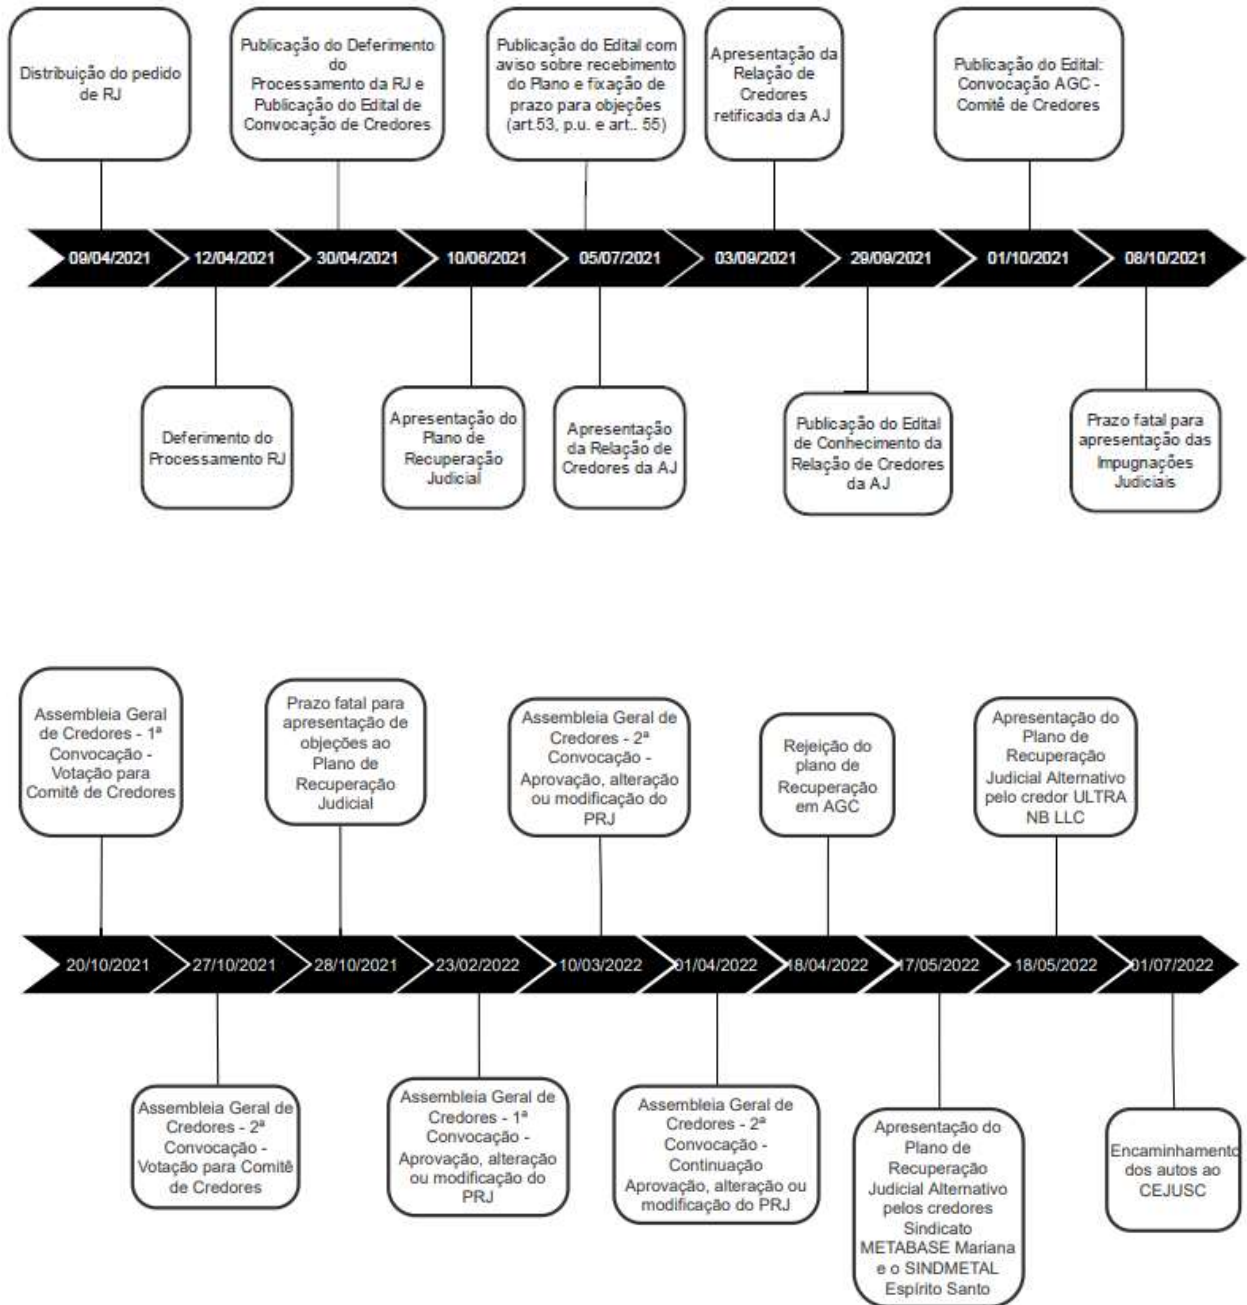 Distribuição do pedido
de RJ
Publicação do Deferimento
do
Processamento da RJ e
Publicação do Edital de
Convocação de Credores
Publicação do Edital com
aviso sobre recebimento
do Plano e fixação de
prazo para objeções
(art.53, p.u. e art.. 55)
Apresentação da
Relação de
Credores
retificada da AJ
Publicação do Edital:
Convocação AGC -
Comitê de Credores
09/04/2021
12/04/2021
30/04/2021
10/06/2021
05/07/2021
03/09/2021
29/09/2021
01/10/2021
08/10/2021
Deferimento do
Processamento RJ
Apresentação do
Plano de
Recuperação
Judicial
Apresentação
da Relação de
Credores da AJ
Publicação do Edital
de Conhecimento da
Relação de Credores
da AJ
Prazo fatal para
apresentação das
Impugnações
Judiciais
Assembleia Geral
de Credores - 1ª
Convocação -
Votação para
Comitê de Credores
Prazo fatal para
apresentação de
objeções ao
Plano de
Recuperação
Judicial
Assembleia Geral de
Credores - 2ª
Convocação -
Aprovação, alteração
ou modificação do
PRJ
Rejeição do
plano de
Recuperação
em AGC
Apresentação do
Plano de
Recuperação
Judicial Alternativo
pelo credor ULTRA
NB LLC
20/10/2021
27/10/2021
28/10/2021
23/02/2022
10/03/2022
01/04/2022
18/04/2022
17/05/2022
18/05/2022
01/07/2022
Assembleia Geral de
Credores - 2ª
Convocação -
Votação para Comitê
de Credores
Assembleia Geral de
Credores - 1ª
Convocação -
Aprovação, alteração
ou modificação do
PRJ
Assembleia Geral de
Credores - 2ª
Convocação -
Continuação
Aprovação, alteração ou
modificação do PRJ
Apresentação do
Plano de
Recuperação
Judicial Alternativo
pelos credores
Sindicato
METABASE Mariana
e o SINDMETAL
Espírito Santo
Encaminhamento
dos autos ao
CEJUSC